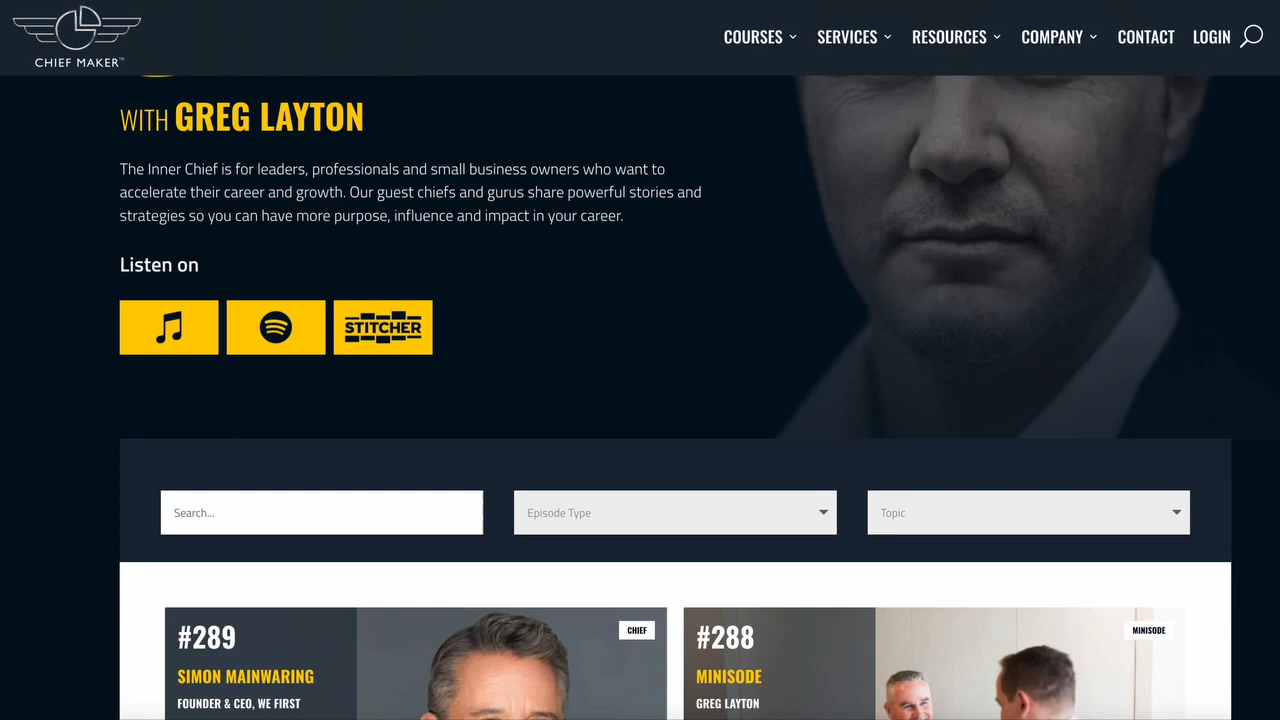 CHIEF MAKER™
COURSES
SERVICES
RESOURCES
COMPANY
CONTACT
LOGIN
WITH GREG LAYTON
The Inner Chief is for leaders, professionals and small business owners who want to
accelerate their career and growth. Our guest chiefs and gurus share powerful stories and
strategies so you can have more purpose, influence and impact in your career.
Listen on
STITCHER
Search...
Episode Type
Topic
#289
CHIEF
SIMON MAINWARING
FOUNDER & CEO, WE FIRST
#288
MINISODE
MINISODE
GREG LAYTON